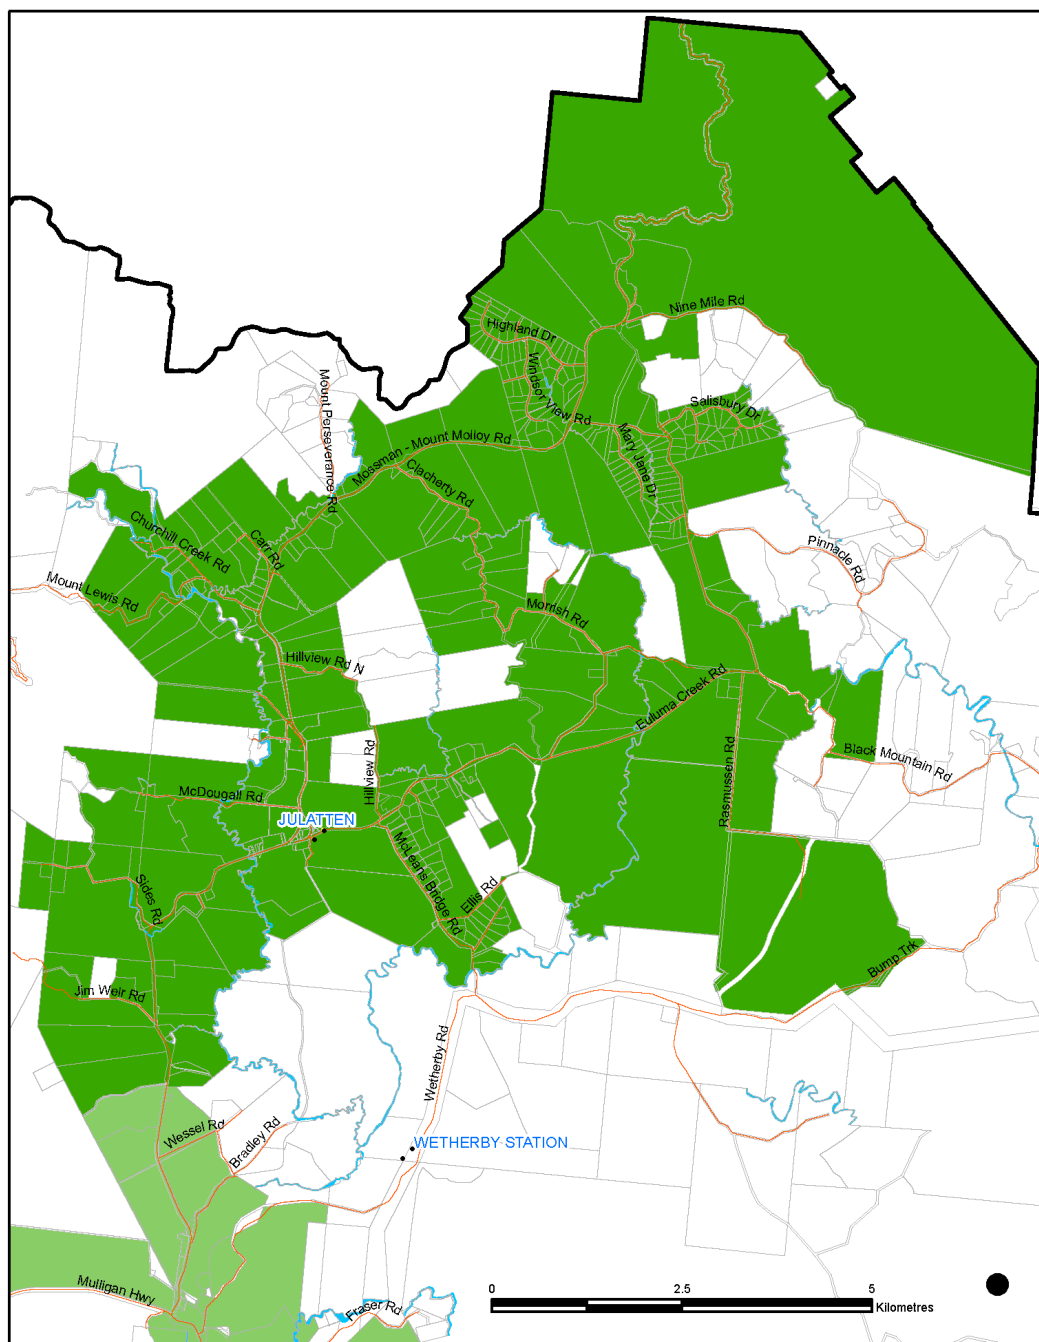 Nine Mile Rd
Highland Dr
Windsor View Rd
Mount Perseverance Rd
Salisbury Dr
Mossman - Mount Molloy Rd
Mary Jane Dr
Clacherty Rd
Churchill Creek Rd
Carr Rd
Pinnacle Rd
Mount Lewis Rd
Morrish Rd
Hillview Rd N
Euluma Creek Rd
Hillview Rd
Rasmussen Rd
Black Mountain Rd
McDougall Rd
JULATTEN
McLeans Bridge Rd
Sides Rd
Ellis Rd
Bump Trk
Jim Weir Rd
Wetherby Rd
Wessel Rd
Bradley Rd
WETHERBY STATION
Mulligan Hwy
Fraser Rd
0 2.5 5
Kilometres